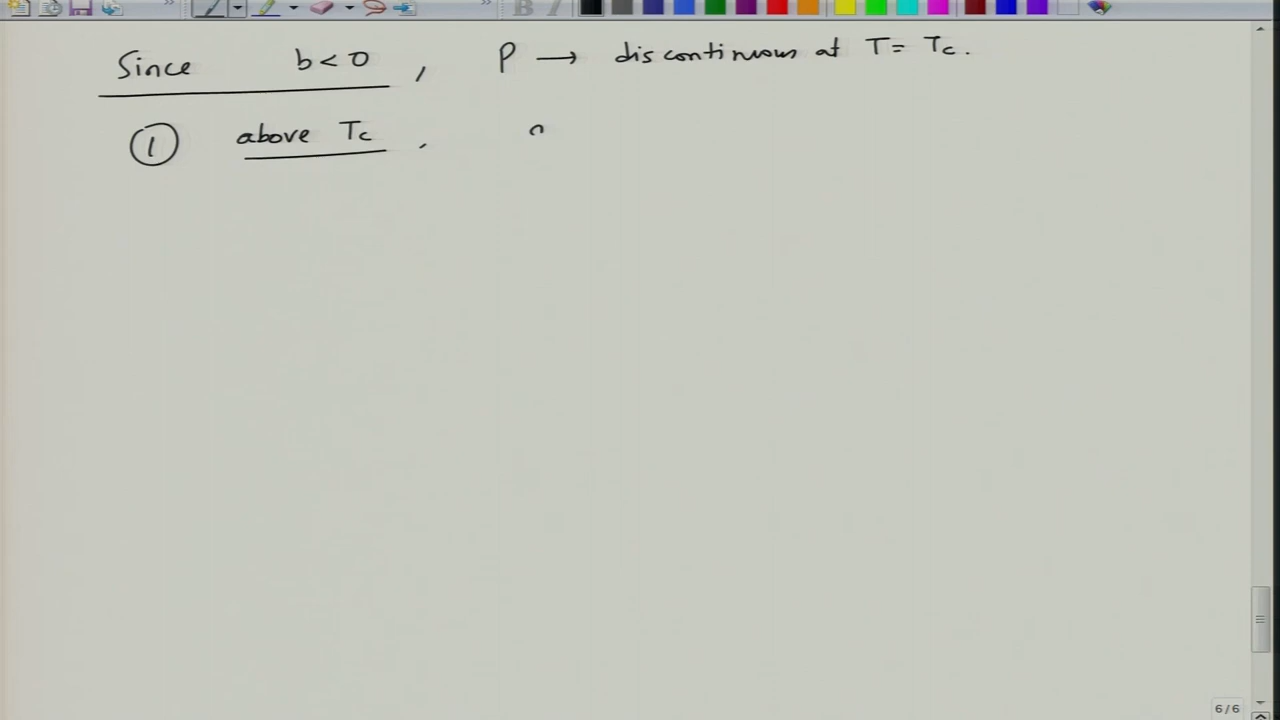 Since b < 0 , P → discontinuous at T = Tc.
① above Tc ,
B I
6 / 6